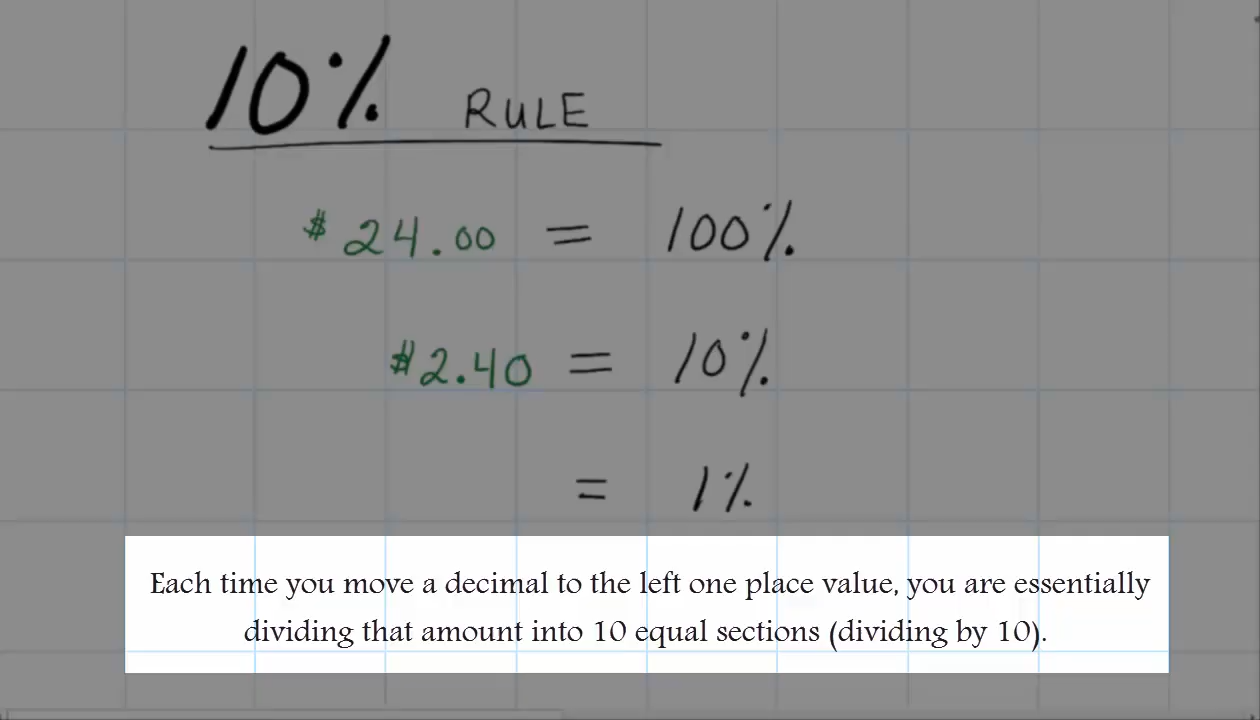 10% RULE
$24.00 = 100%
$2.40 = 10%
= 1%
Each time you move a decimal to the left one place value, you are essentially
dividing that amount into 10 equal sections (dividing by 10).